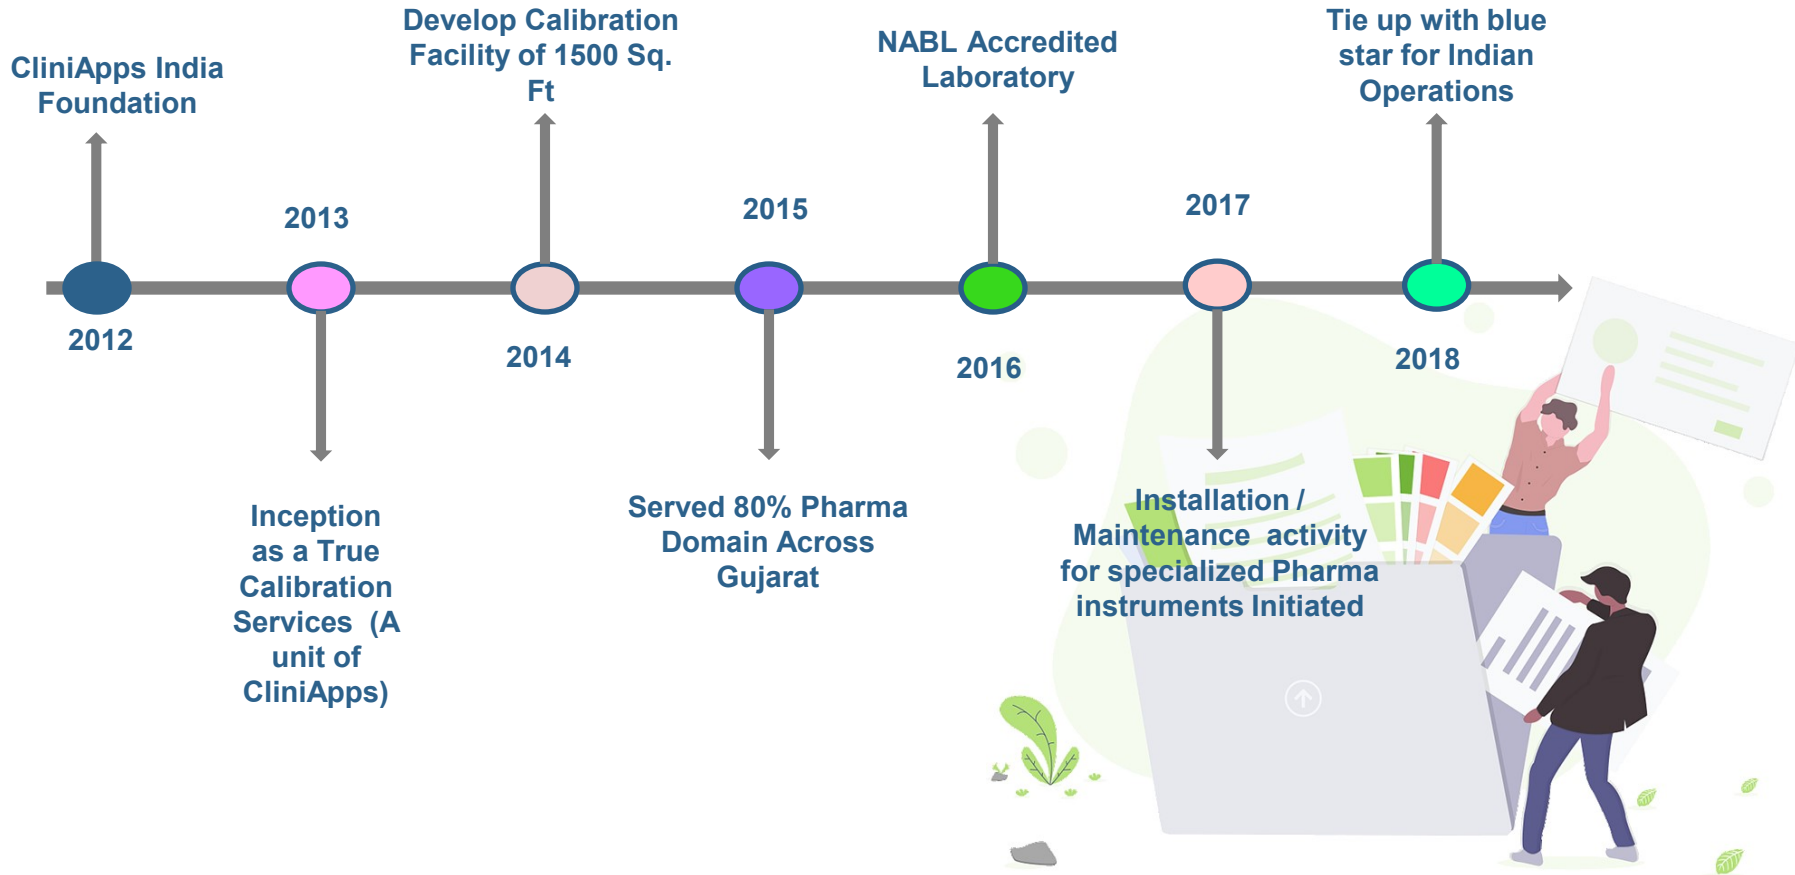 CliniApps India
Foundation
2012
2013
Inception
as a True
Calibration
Services (A
unit of
CliniApps)
Develop Calibration
Facility of 1500 Sq.
Ft
2014
2015
Served 80% Pharma
Domain Across
Gujarat
NABL Accredited
Laboratory
2016
2017
Installation /
Maintenance activity
for specialized Pharma
instruments Initiated
Tie up with blue
star for Indian
Operations
2018